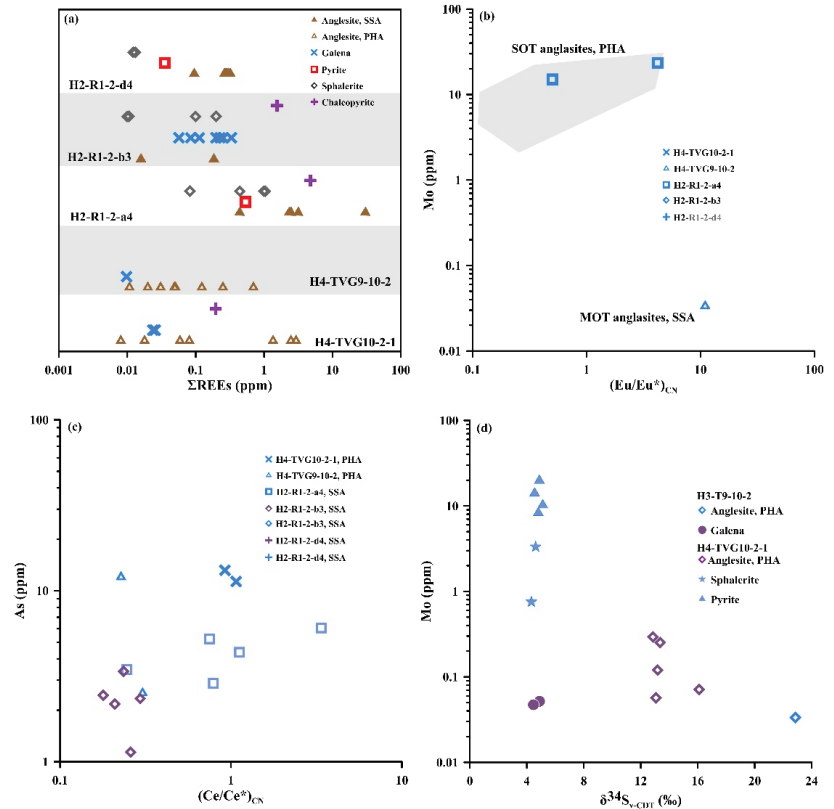 (a)
Anglesite, SSA
Anglesite, PHA
Galena
Pyrite
Sphalerite
Chalcopyrite
H2-R1-2-d4
H2-R1-2-b3
H2-R1-2-a4
H4-TVG9-10-2
H4-TVG10-2-1
0.001
0.01
0.1
1
10
100
ΣREEs (ppm)
(b)
100
10
1
0.1
0.01
Mo (ppm)
SOT anglasites, PHA
H4-TVG10-2-1
H4-TVG9-10-2
H2-R1-2-a4
H2-R1-2-b3
H2-R1-2-d4
MOT anglasites, SSA
0.1
1
10
100
(Eu/Eu*)CN
(c)
100
10
1
As (ppm)
H4-TVG10-2-1, PHA
H4-TVG9-10-2, PHA
H2-R1-2-a4, SSA
H2-R1-2-b3, SSA
H2-R1-2-b3, SSA
H2-R1-2-d4, SSA
H2-R1-2-d4, SSA
0.1
1
10
(Ce/Ce*)CN
(d)
100
10
1
0.1
0.01
Mo (ppm)
H3-T9-10-2
Anglesite, PHA
Galena
H4-TVG10-2-1
Anglesite, PHA
Sphalerite
Pyrite
0
4
8
12
16
20
24
δ34Sv-CDT (‰)